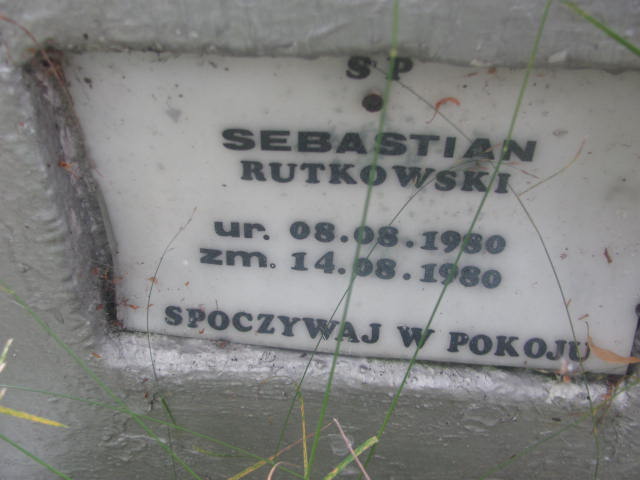 SP
SEBASTIAN
RUTKOWSKI
ur. 08.08.1980
zm. 14.08.1980
SPOCZYWAJ W POKOJU